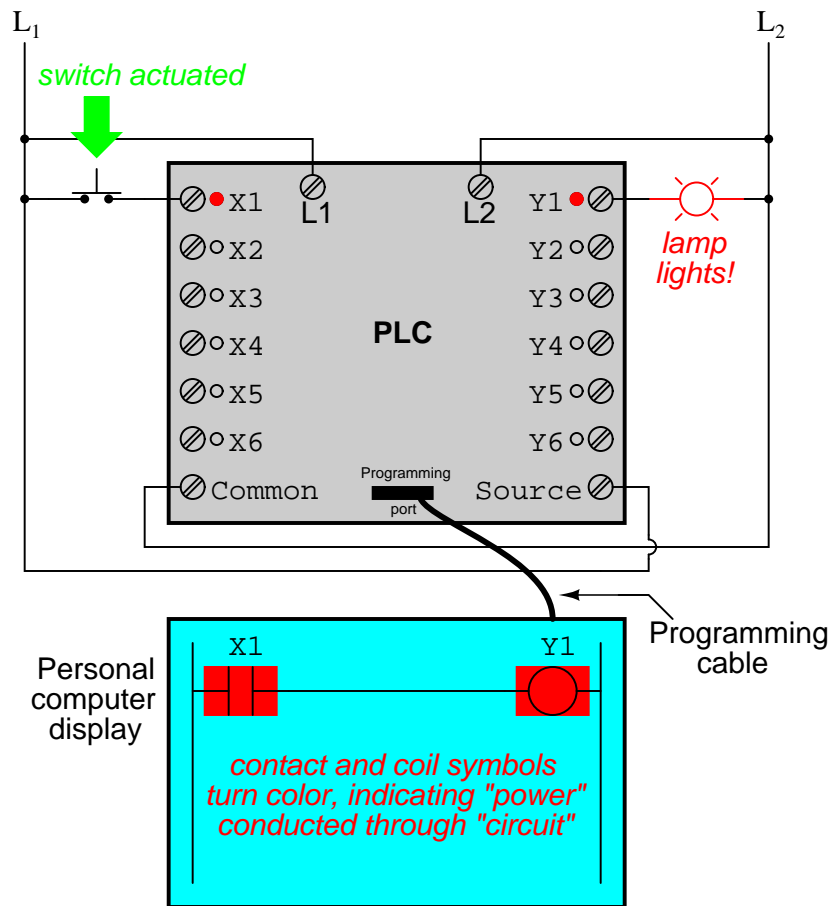 L1
L2
switch actuated
L1
L2
X1
Y1
X2
Y2
X3
Y3
X4
Y4
X5
Y5
X6
Y6
PLC
lamp
lights!
Common
Programming
port
Source
Programming
cable
Personal
computer
display
X1
Y1
contact and coil symbols
turn color, indicating "power"
conducted through "circuit"